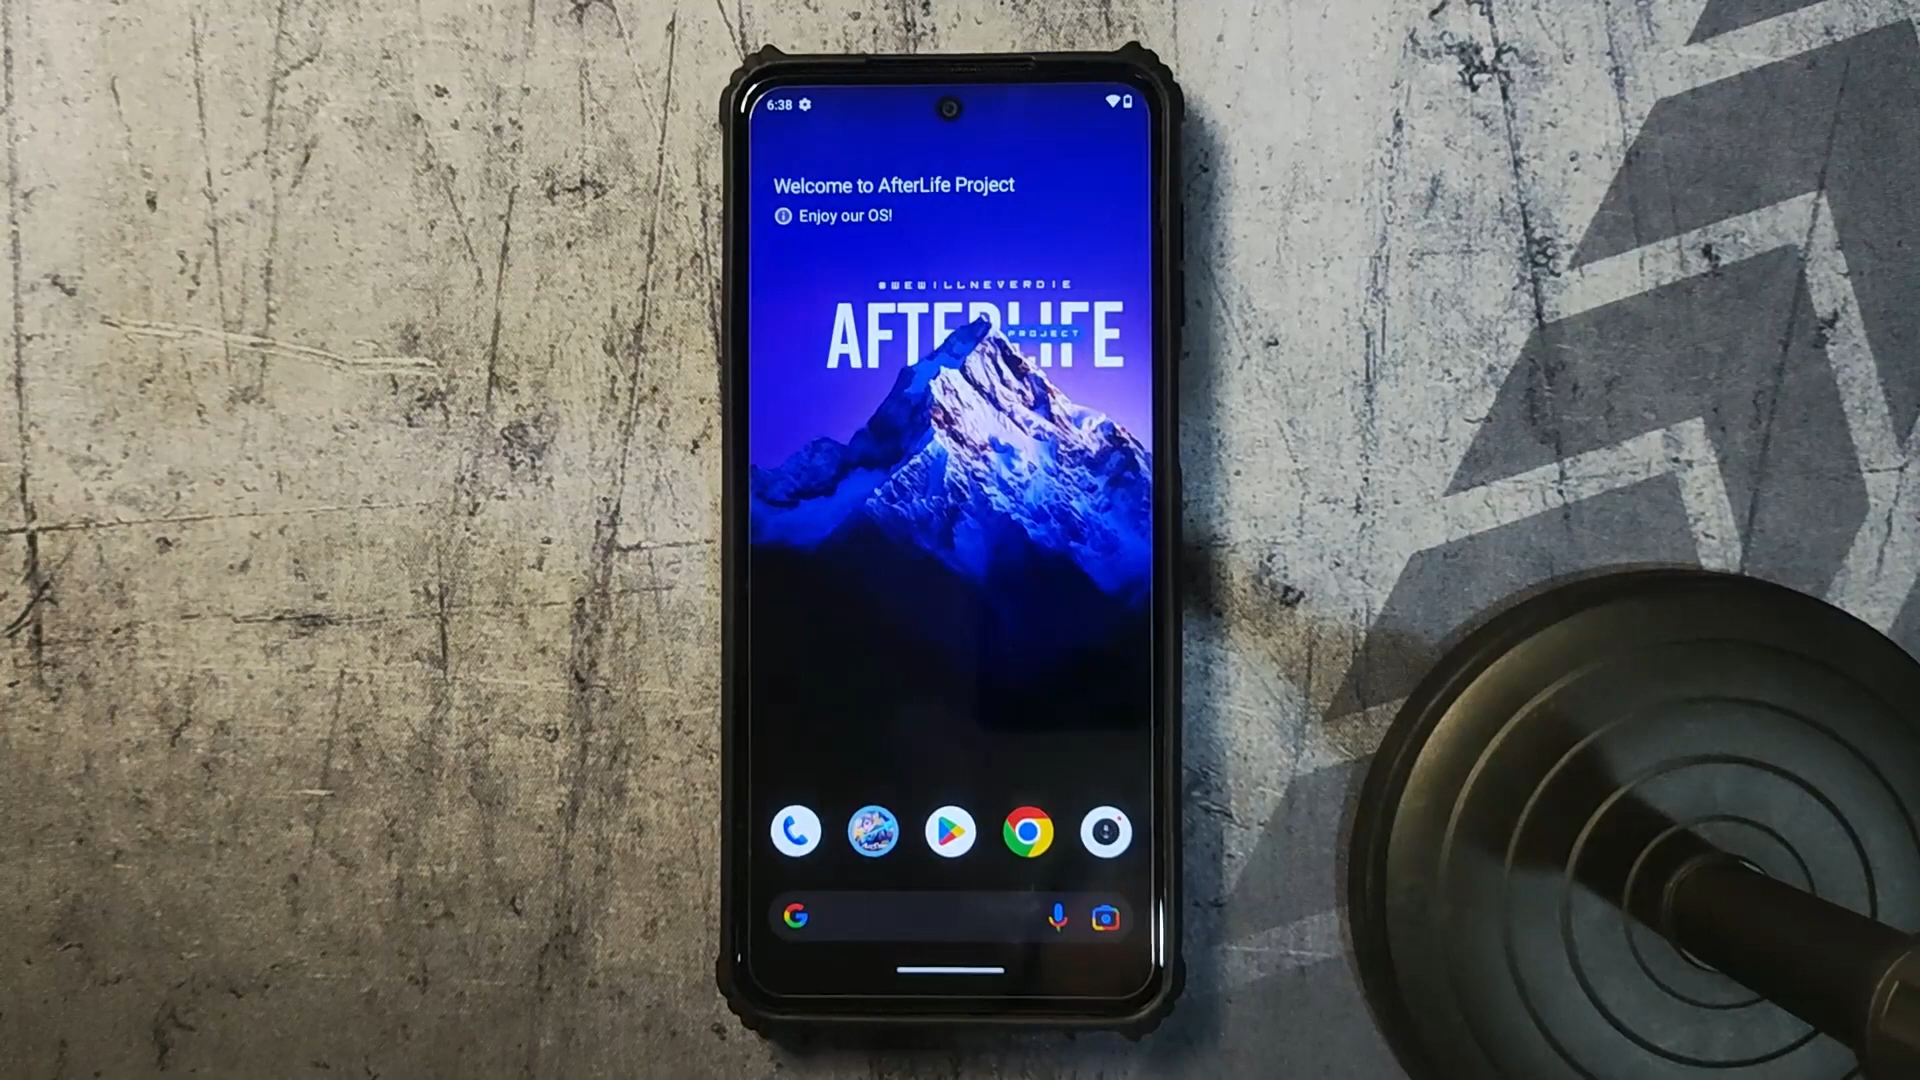 6:38
Welcome to AfterLife Project
Enjoy our OS!
#WEWILLNEVERDIE
AFTERLIFE
PROJECT